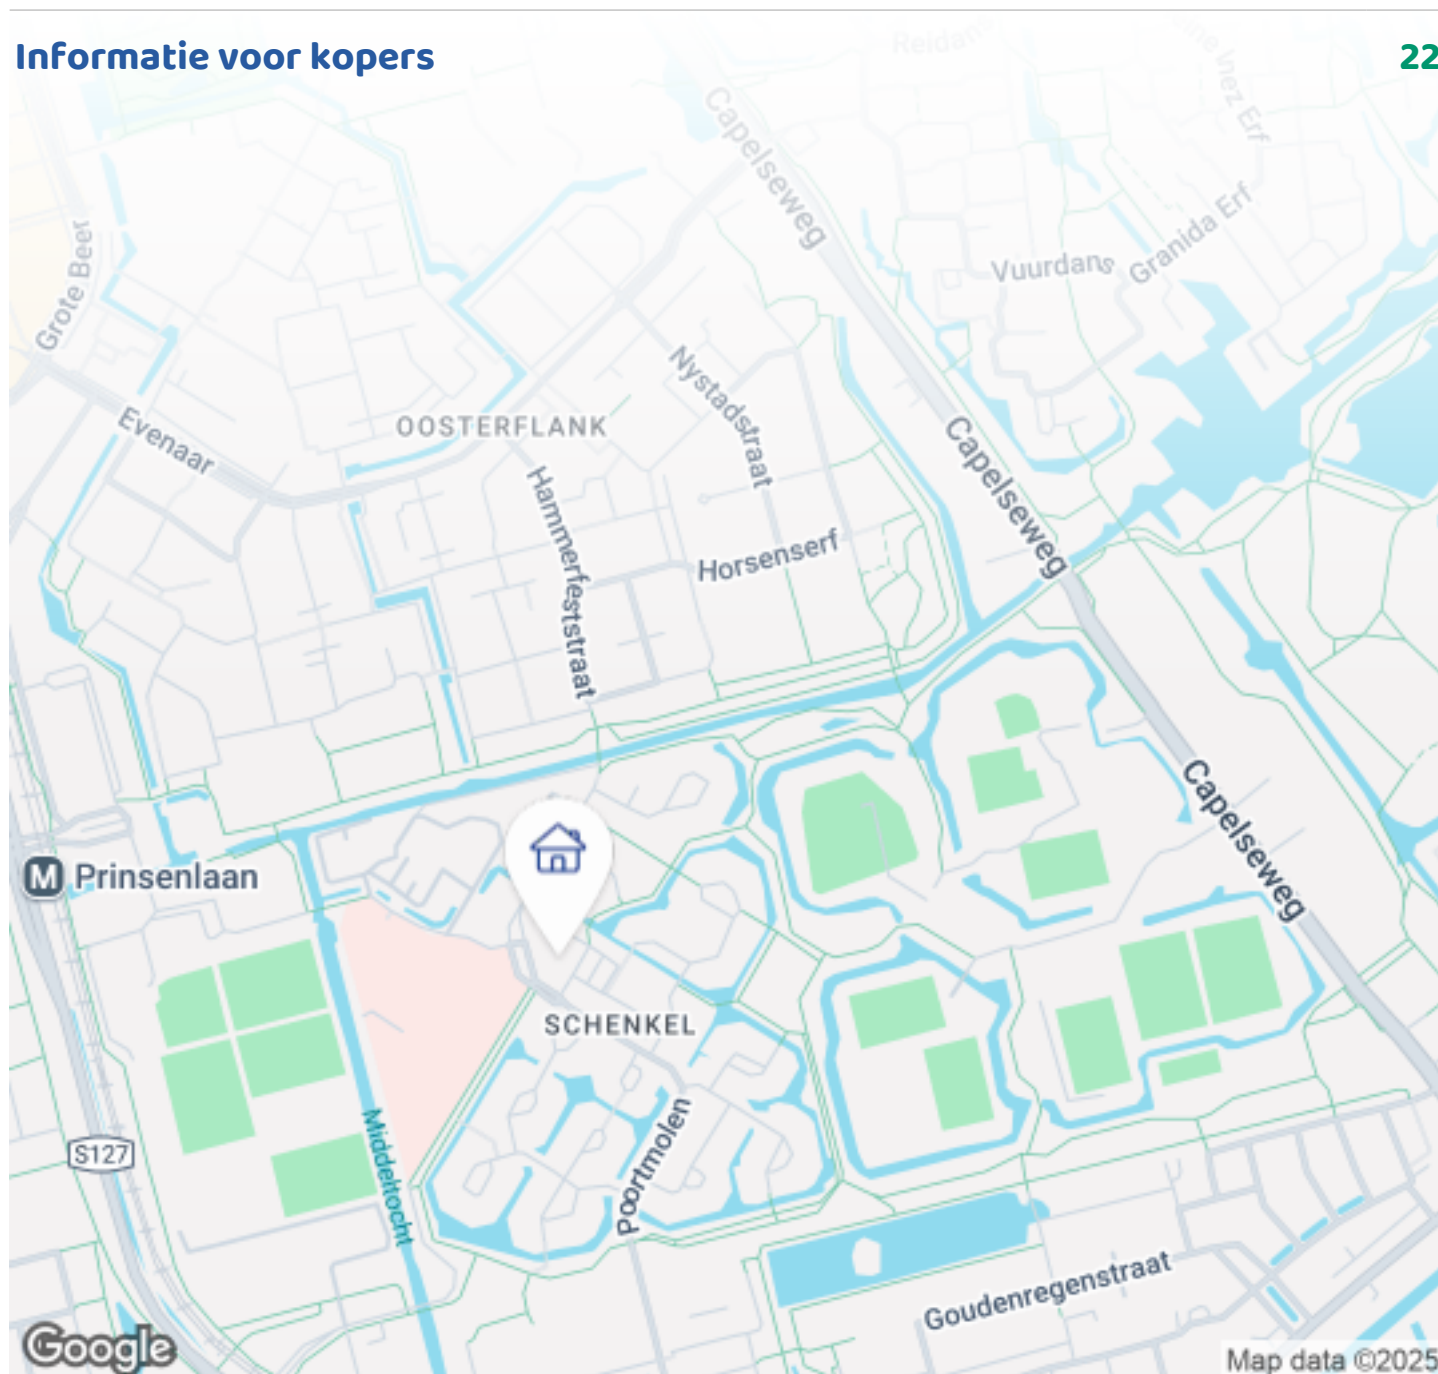 Informatie voor kopers
22
Reidans
Capelseweg
Grote Beer
Vuurdans
Granida Erf
Nystadstraat
Evenaar
OOSTERFLANK
Capelseweg
Hammerfeststraat
Horsenserf
Capelseweg
M Prinsenlaan
SCHENKEL
S127
Middeltocht
Poortmolen
Goudenregenstraat
Google
Map data ©2025